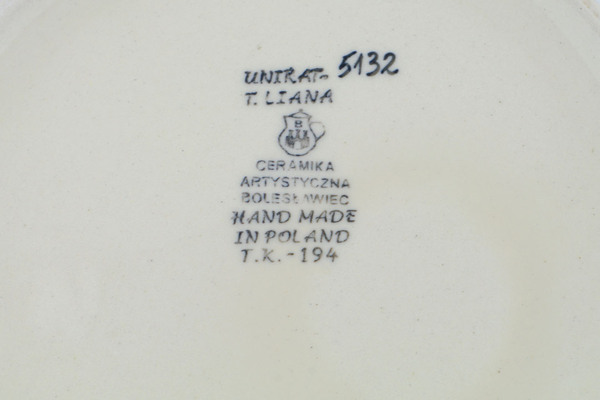 UNIKAT- 5132
T. LIANA
B
CERAMIKA
ARTYSTYCZNA
BOLESŁAWIEC
HAND MADE
IN POLAND
T.K. - 194